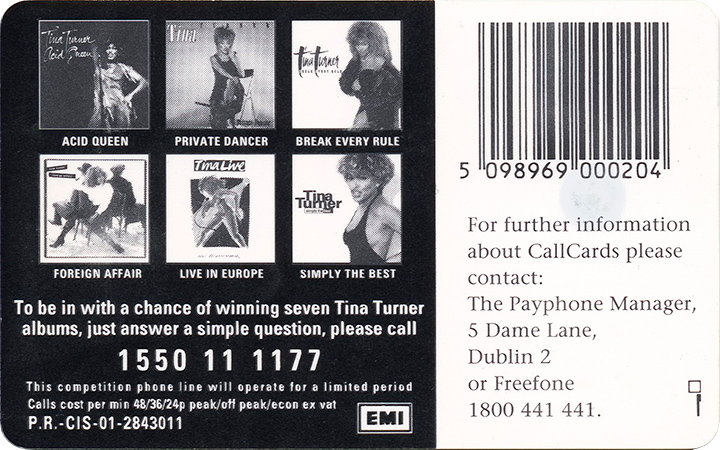 Tina Turner
Acid Queen
Tina
Tina Turner
BREAK EVERY RULE
ACID QUEEN
PRIVATE DANCER
BREAK EVERY RULE
Tina Live
Tina
Turner
simply the best
FOREIGN AFFAIR
LIVE IN EUROPE
SIMPLY THE BEST
To be in with a chance of winning seven Tina Turner
albums, just answer a simple question, please call
1550 11 1177
This competition phone line will operate for a limited period
Calls cost per min 48/36/24p peak/off peak/econ ex vat
P.R.-CIS-01-2843011
EMI
5 098969 000204
For further information
about CallCards please
contact:
The Payphone Manager,
5 Dame Lane,
Dublin 2
or Freefone
1800 441 441.